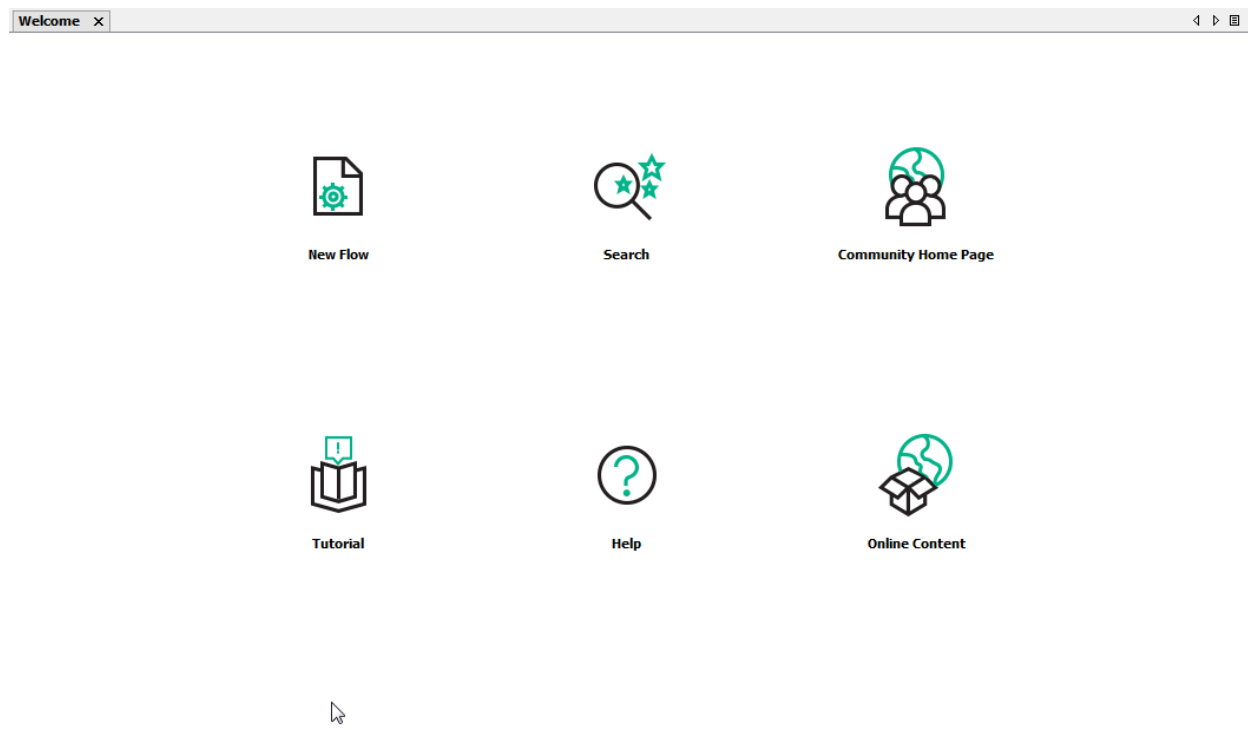 Welcome
New Flow
Search
Community Home Page
Tutorial
Help
Online Content